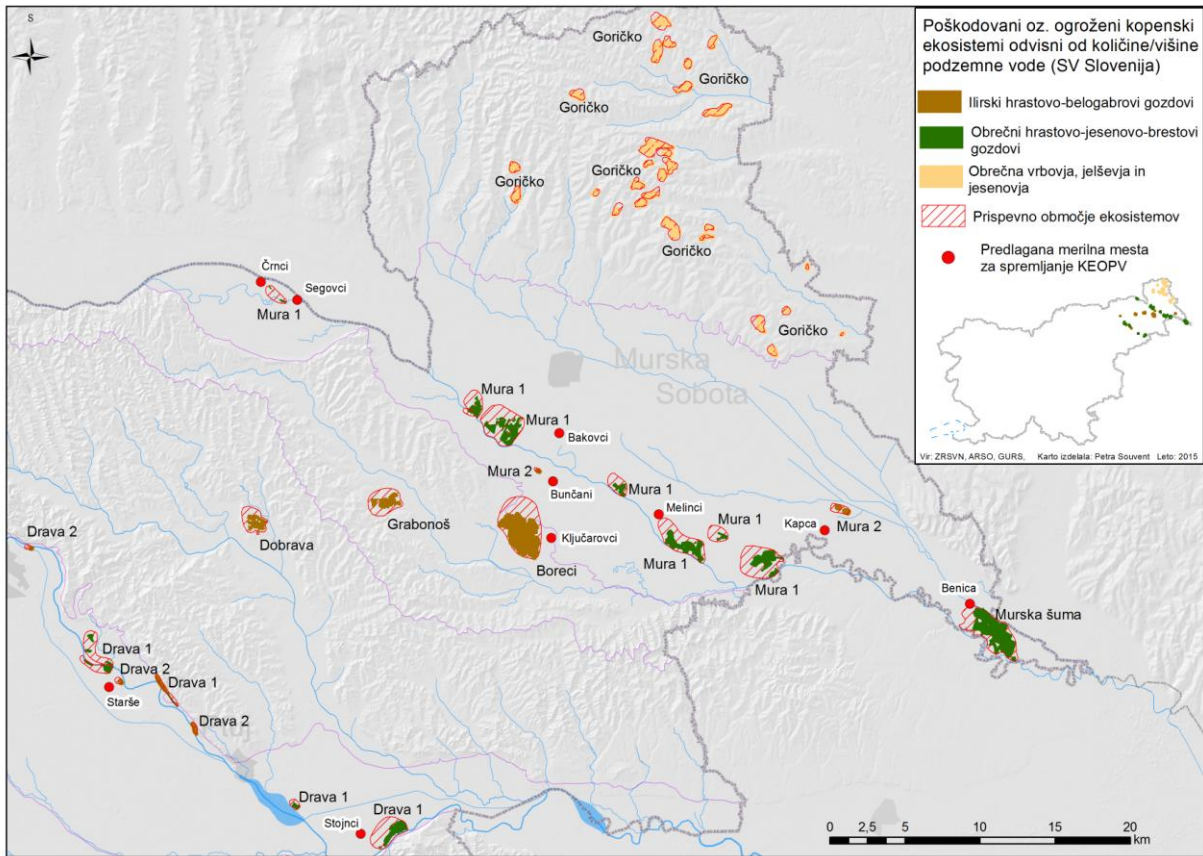 S
Poškodovani oz. ogroženi kopenski
ekosistemi odvisni od količine/višine
podzemne vode (SV Slovenija)
Ilirski hrastovo-belogabrovi gozdovi
Obrečni hrastovo-jesenovo-brestovi
gozdovi
Obrečna vrbovja, jelševja in
jesenovja
Prispevno območje ekosistemov
Predlagana merilna mesta
za spremljanje KEOPV
Vir: ZRSVN, ARSO, GURS, Karto izdelala: Petra Souvent Leto: 2015
Goričko
Goričko
Goričko
Goričko
Goričko
Goričko
Goričko
Črnci
Segovci
Mura 1
Murska
Sobota
Mura 1
Mura 1
Bakovci
Mura 2
Bunčani
Mura 1
Grabonoš
Melinci
Mura 1
Kapca
Mura 2
Drava 2
Dobrava
Ključarovci
Boreci
Mura 1
Mura 1
Benica
Murska šuma
Drava 1
Drava 2
Drava 1
Starše
Drava 2
tuj
Drava 1
Drava 1
Stojnci
0 2,5 5 10 15 20
km